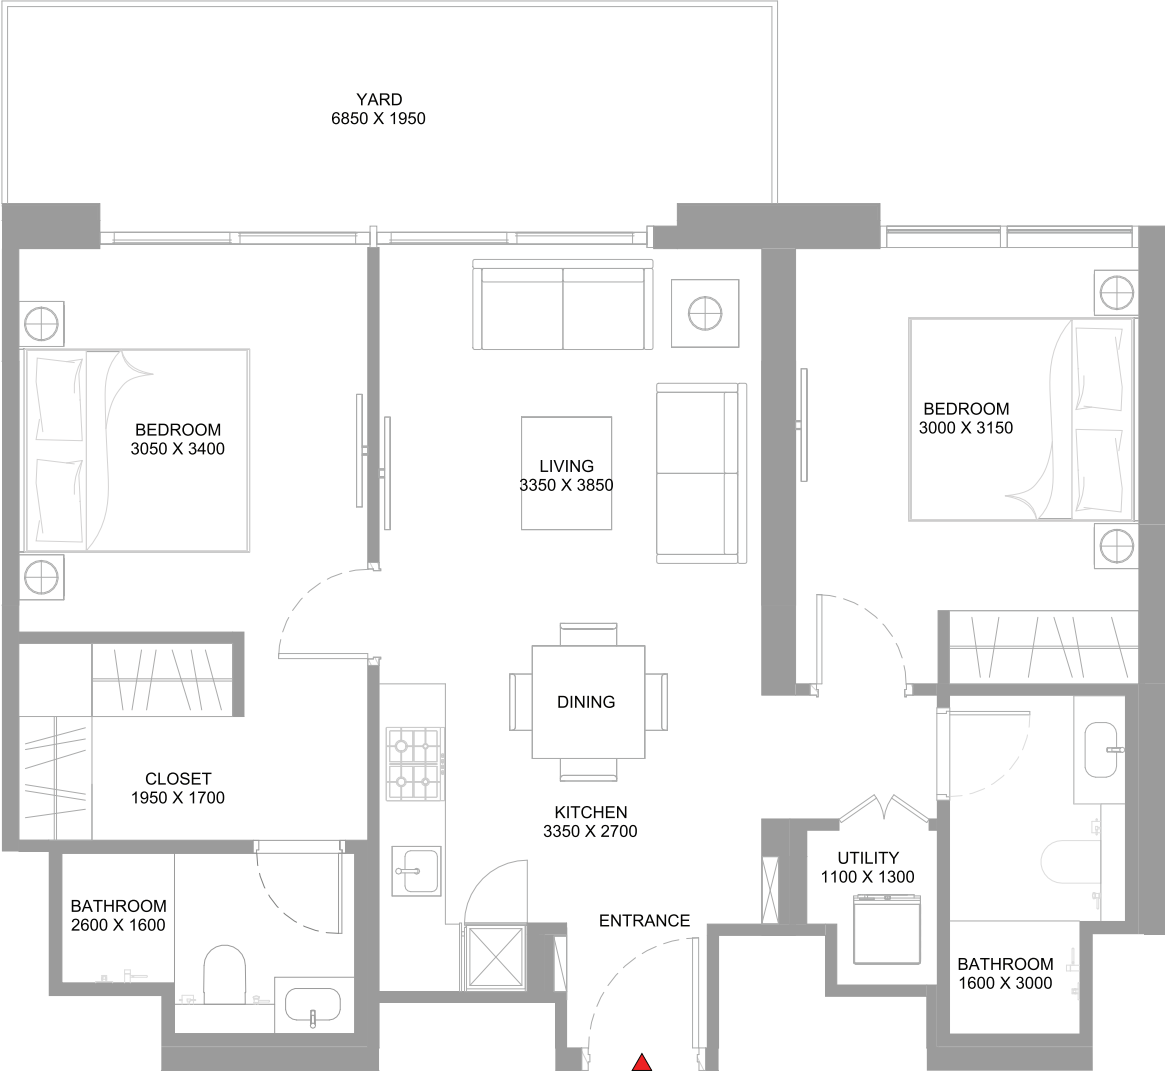 YARD
6850 X 1950
BEDROOM
3050 X 3400
BEDROOM
3000 X 3150
LIVING
3350 X 3850
DINING
CLOSET
1950 X 1700
KITCHEN
3350 X 2700
UTILITY
1100 X 1300
BATHROOM
2600 X 1600
ENTRANCE
BATHROOM
1600 X 3000